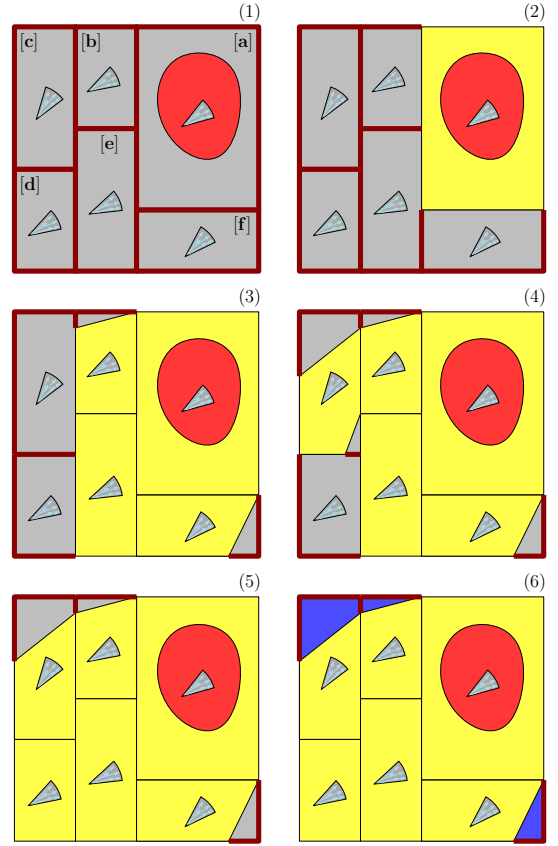 (1)
(2)
[c] [b] [a]
[e]
[d]
[f]
(3)
(4)
(5)
(6)